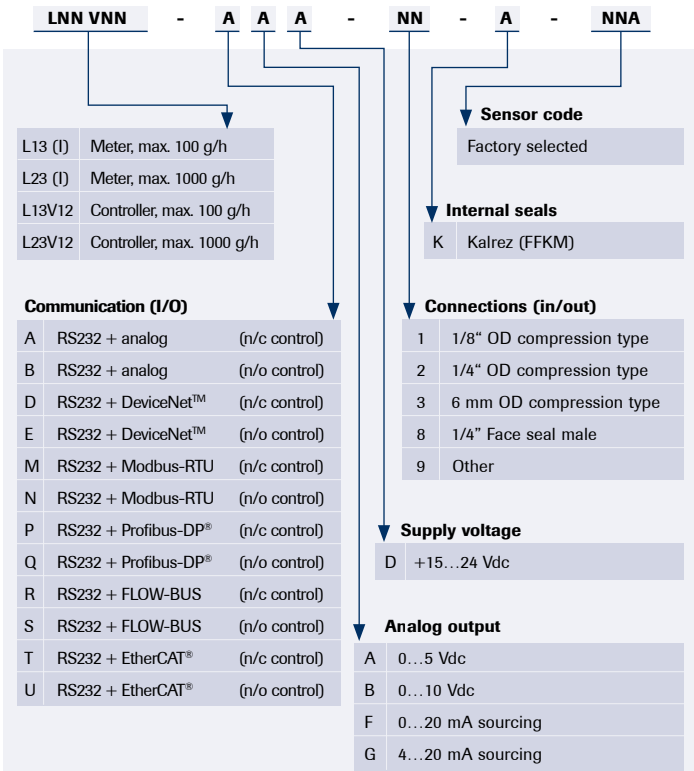 LNN VNN - A A A - NN - A - NNA
Sensor code
Factory selected
L13 (I) Meter, max. 100 g/h
L23 (I) Meter, max. 1000 g/h
L13V12 Controller, max. 100 g/h
L23V12 Controller, max. 1000 g/h
Internal seals
K Kalrez (FFKM)
Communication (I/O)
A RS232 + analog (n/c control)
B RS232 + analog (n/o control)
D RS232 + DeviceNet™ (n/c control)
E RS232 + DeviceNet™ (n/o control)
M RS232 + Modbus-RTU (n/c control)
N RS232 + Modbus-RTU (n/o control)
P RS232 + Profibus-DP® (n/c control)
Q RS232 + Profibus-DP® (n/o control)
R RS232 + FLOW-BUS (n/c control)
S RS232 + FLOW-BUS (n/o control)
T RS232 + EtherCAT® (n/c control)
U RS232 + EtherCAT® (n/o control)
Connections (in/out)
1 1/8“ OD compression type
2 1/4“ OD compression type
3 6 mm OD compression type
8 1/4” Face seal male
9 Other
Supply voltage
D +15…24 Vdc
Analog output
A 0…5 Vdc
B 0…10 Vdc
F 0…20 mA sourcing
G 4…20 mA sourcing